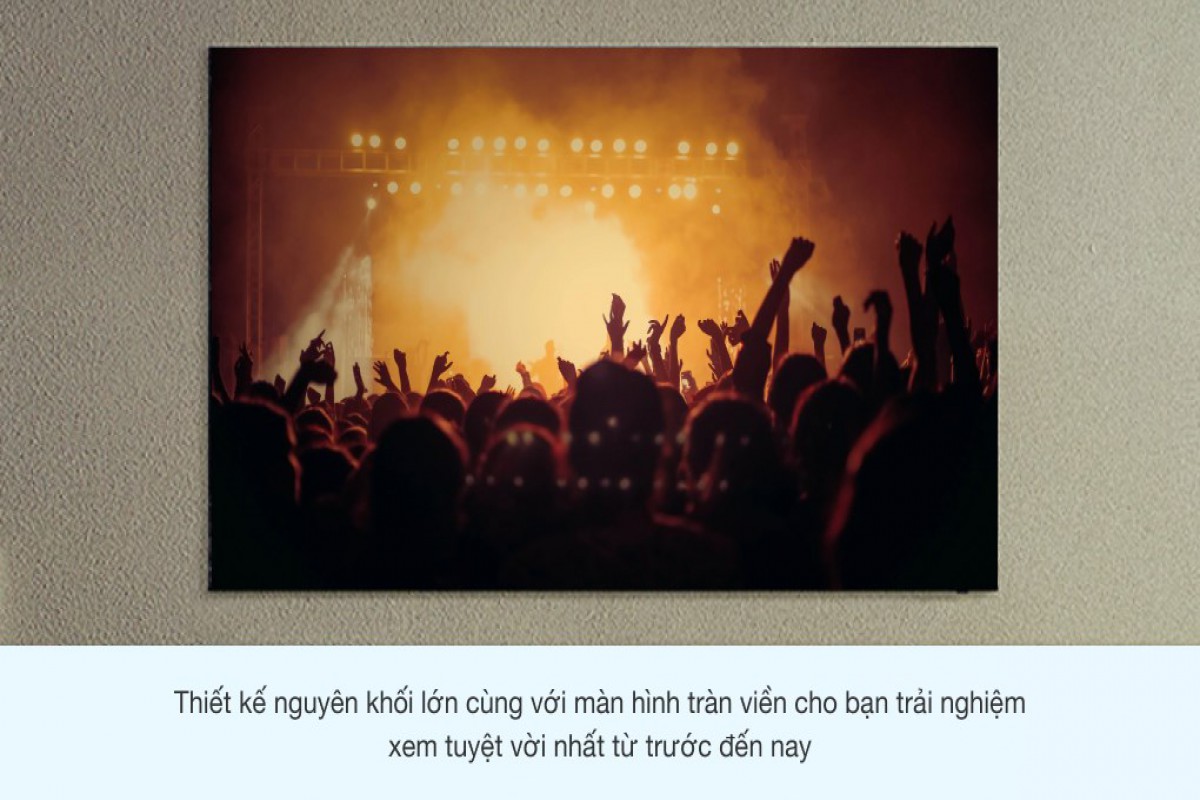 Thiết kế nguyên khối lớn cùng với màn hình tràn viền cho bạn trải nghiệm
xem tuyệt vời nhất từ trước đến nay